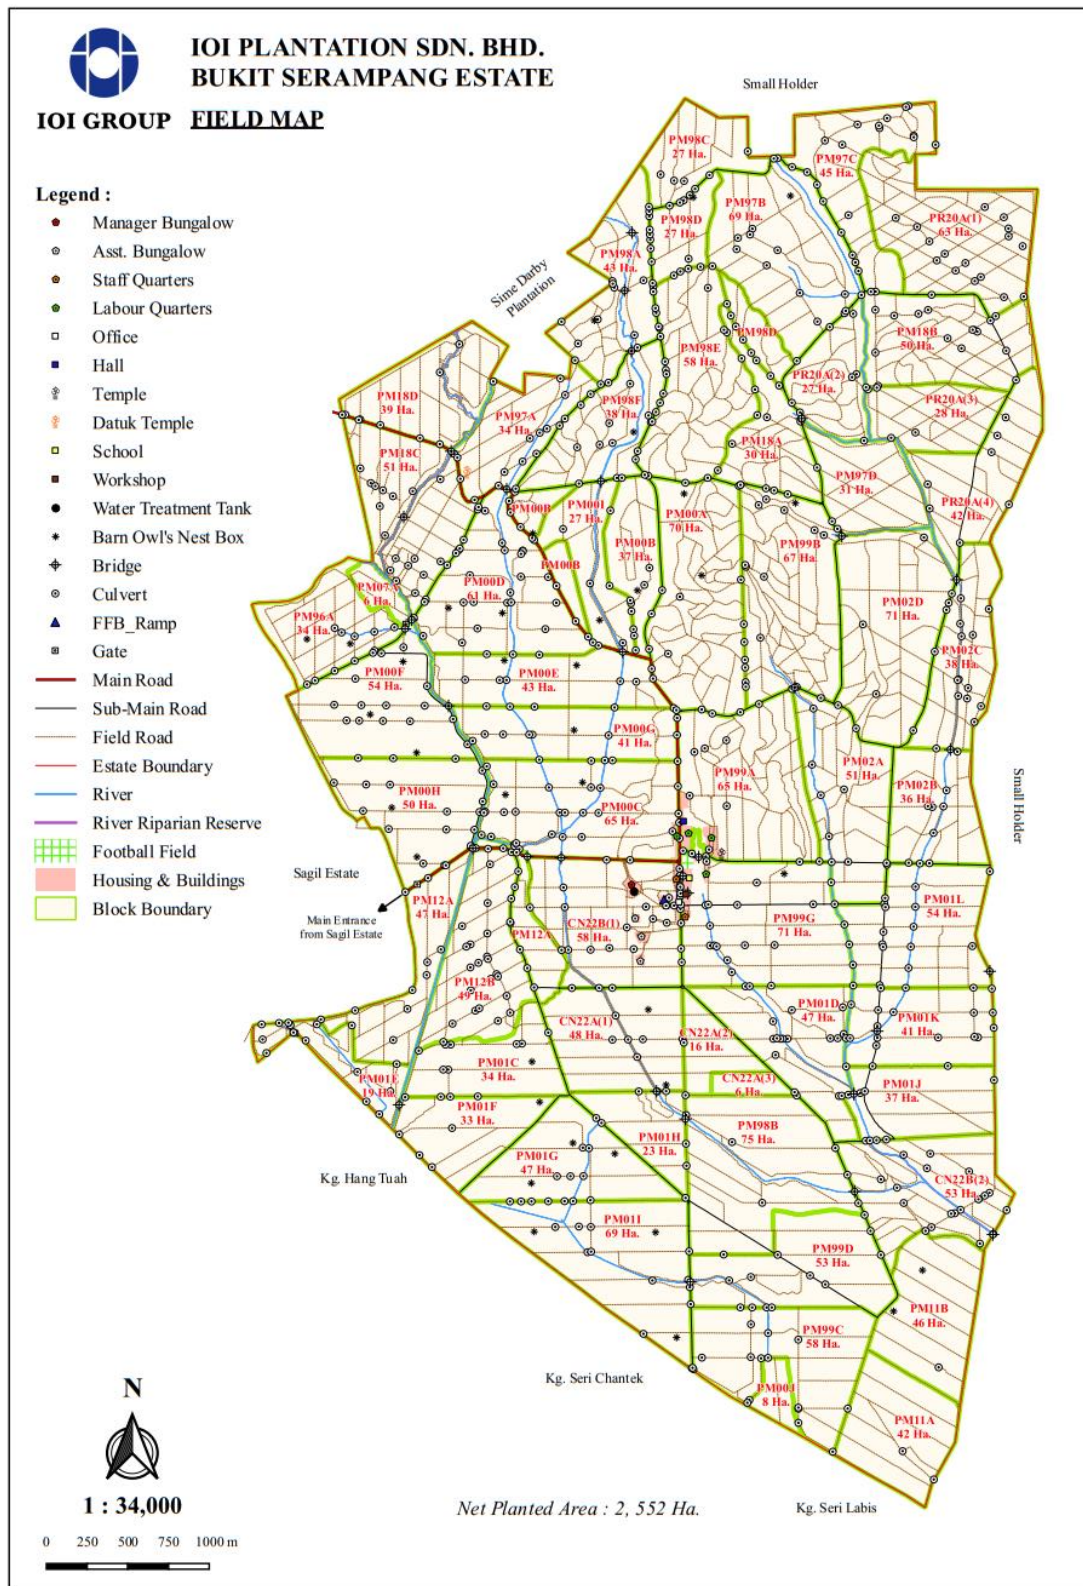 IOI PLANTATION SDN. BHD.
BUKIT SERAMPANG ESTATE
IOI GROUP
FIELD MAP
Legend :
Manager Bungalow
Asst. Bungalow
Staff Quarters
Labour Quarters
Office
Hall
Temple
Datuk Temple
School
Workshop
Water Treatment Tank
Barn Owl's Nest Box
Bridge
Culvert
FFB_Ramp
Gate
Main Road
Sub-Main Road
Field Road
Estate Boundary
River
River Riparian Reserve
Football Field
Housing & Buildings
Block Boundary
Small Holder
PM98C
27 Ha.
PM97C
45 Ha.
PM97B
69 Ha.
PM98D
27 Ha.
PR20A(1)
63 Ha.
PM98A
43 Ha.
Sime Darby
Plantation
PM98D
PM98E
58 Ha.
PM18B
50 Ha.
PR20A(2)
27 Ha.
PR20A(3)
28 Ha.
PM18D
39 Ha.
PM97A
34 Ha.
PM98F
38 Ha.
PM18A
30 Ha.
PM18C
51 Ha.
PM97D
31 Ha.
PR20A(4)
42 Ha.
PM00B
PM00I
27 Ha.
PM00A
70 Ha.
PM00B
37 Ha.
PM99B
67 Ha.
PM00B
PM07A
6 Ha.
PM00D
61 Ha.
PM02D
71 Ha.
PM96A
34 Ha.
PM02C
38 Ha.
PM00F
54 Ha.
PM00E
43 Ha.
PM00G
41 Ha.
PM99A
65 Ha.
PM02A
51 Ha.
PM02B
36 Ha.
Small Holder
PM00H
50 Ha.
PM00C
65 Ha.
Sagil Estate
Main Entrance
from Sagil Estate
PM12A
47 Ha.
PM12A
CN22B(1)
58 Ha.
PM99G
71 Ha.
PM01L
54 Ha.
PM12B
49 Ha.
CN22A(1)
48 Ha.
CN22A(2)
16 Ha.
PM01D
47 Ha.
PM01K
41 Ha.
PM01E
19 Ha.
PM01C
34 Ha.
CN22A(3)
6 Ha.
PM01J
37 Ha.
PM01F
33 Ha.
PM98B
75 Ha.
PM01H
23 Ha.
PM01G
47 Ha.
Kg. Hang Tuah
CN22B(2)
53 Ha.
PM01I
69 Ha.
PM99D
53 Ha.
PM11B
46 Ha.
PM99C
58 Ha.
Kg. Seri Chantek
PM00J
8 Ha.
PM11A
42 Ha.
N
1 : 34,000
Net Planted Area : 2, 552 Ha.
Kg. Seri Labis
0 250 500 750 1000 m